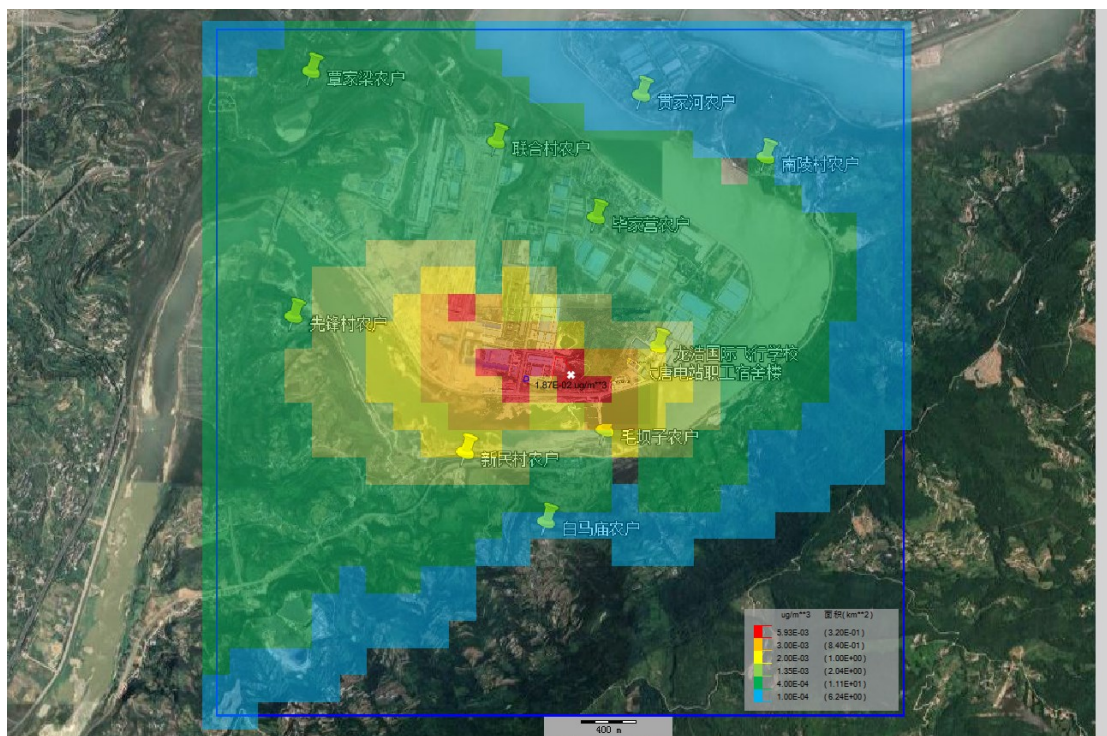 覃家梁农户
贯家河农户
联合村农户
南陵村农户
毕家营农户
先锋村农户
龙浩国际飞行学校
大唐电站职工宿舍楼
1.87E-02 ug/m**3
毛坝子农户
新民村农户
白马庙农户
ug/m**3 面积(km**2)
5.93E-03 (3.20E-01)
3.00E-03 (8.40E-01)
2.00E-03 (1.00E+00)
1.35E-03 (2.04E+00)
4.00E-04 (1.11E+01)
1.00E-04 (6.24E+00)
400 m